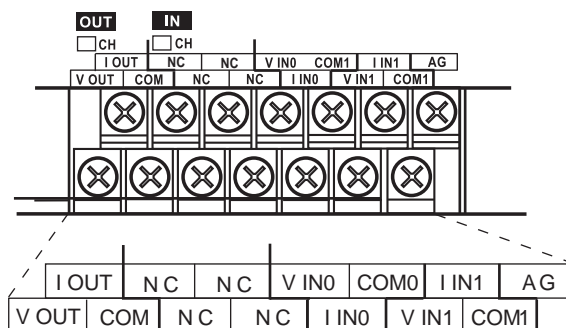 OUT IN
CH CH
I OUT NC NC V IN0 COM1 I IN1 AG
V OUT COM NC NC I IN0 V IN1 COM1
I OUT N C N C V IN0 COM0 I IN1 AG
V OUT COM N C N C I IN0 V IN1 COM1